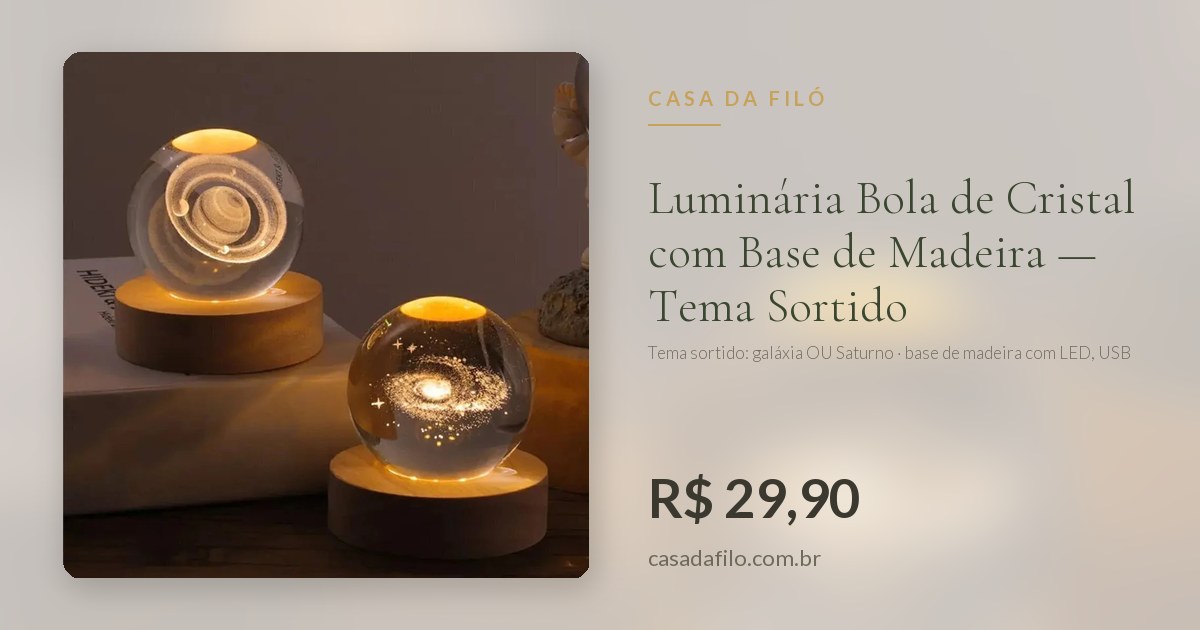 CASA DA FILÓ
Luminária Bola de Cristal
com Base de Madeira —
Tema Sortido
Tema sortido: galáxia OU Saturno · base de madeira com LED, USB
R$ 29,90
casadafilo.com.br